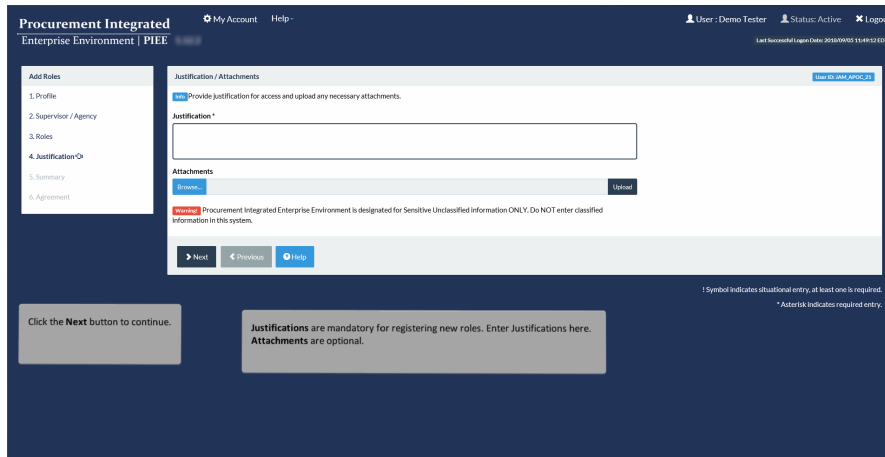 Procurement Integrated
Enterprise Environment | PIEE
My Account Help
User : Demo Tester Status: Active Logou
Last Successful Logon Date: 2018/09/05 11:49:12 EDT
Add Roles
1. Profile
2. Supervisor / Agency
3. Roles
4. Justification
5. Summary
6. Agreement
Justification / Attachments
User ID: JAM_APOC_21
Info Provide justification for access and upload any necessary attachments.
Justification *
Attachments
Browse... Upload
Warning! Procurement Integrated Enterprise Environment is designated for Sensitive Unclassified information ONLY. Do NOT enter classified
information in this system.
Next Previous Help
! Symbol indicates situational entry, at least one is required.
* Asterisk indicates required entry.
Click the Next button to continue.
Justifications are mandatory for registering new roles. Enter Justifications here.
Attachments are optional.